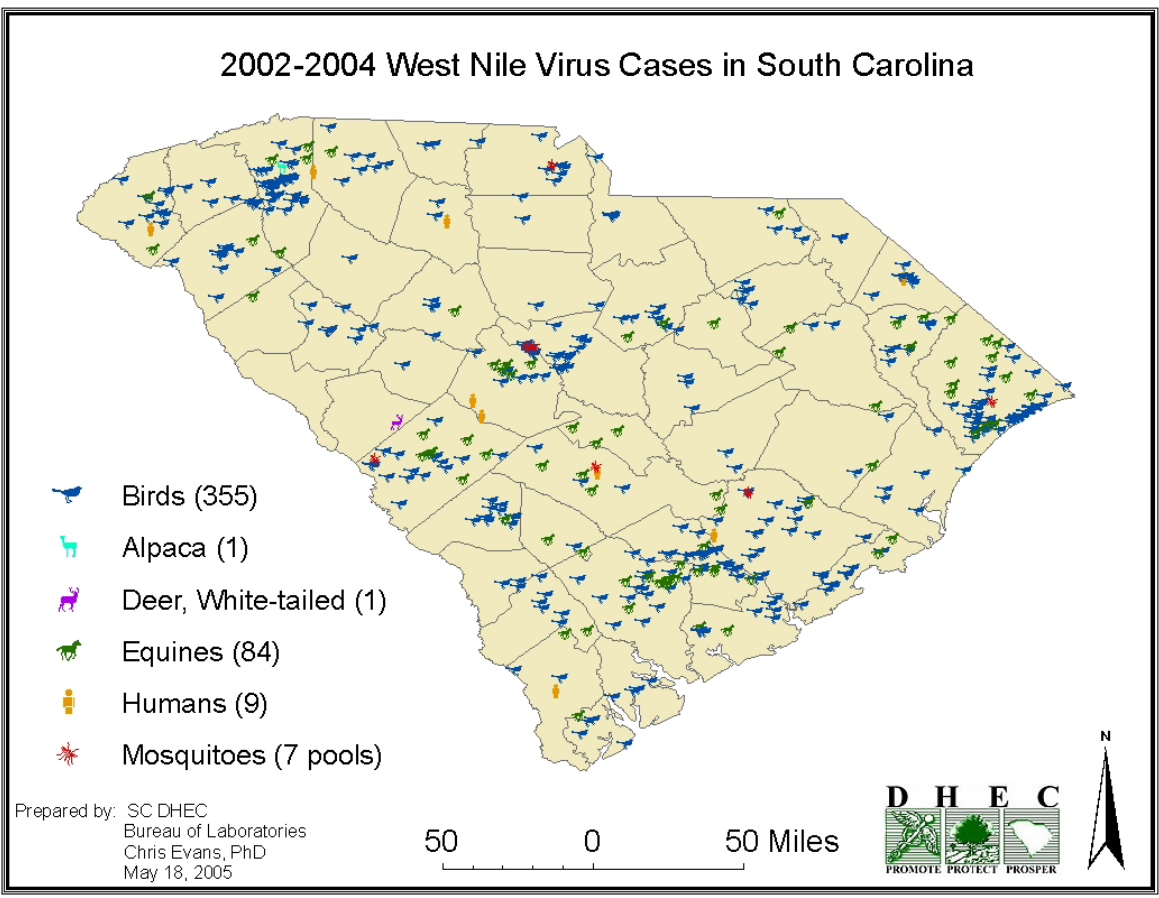 2002-2004 West Nile Virus Cases in South Carolina
Birds (355)
Alpaca (1)
Deer, White-tailed (1)
Equines (84)
Humans (9)
Mosquitoes (7 pools)
Prepared by: SC DHEC
Bureau of Laboratories
Chris Evans, PhD
May 18, 2005
50 0 50 Miles
D H E C
PROMOTE PROTECT PROSPER
N